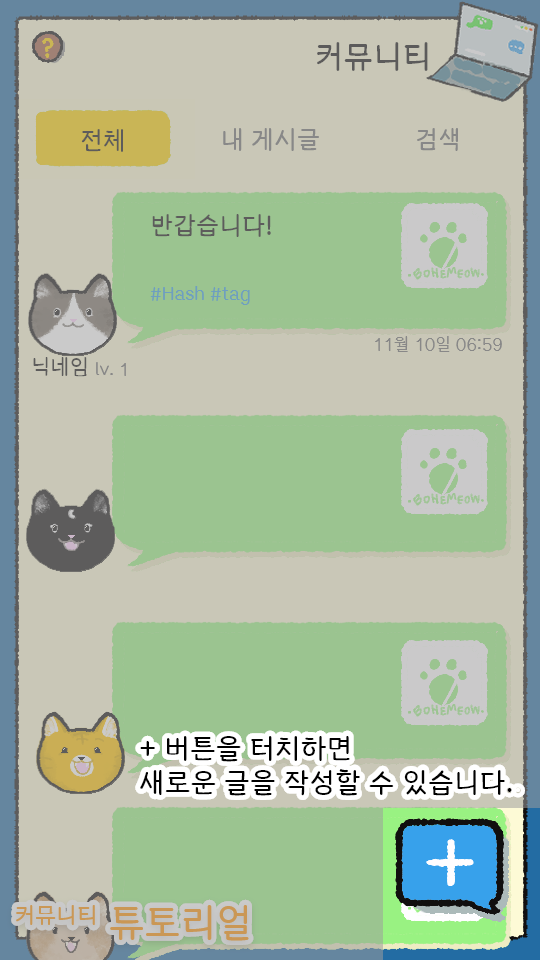 ?
커뮤니티
전체 내 게시글 검색
반갑습니다!
BOHEMEOW
#Hash #tag
11월 10일 06:59
닉네임 lv. 1
BOHEMEOW
BOHEMEOW
+ 버튼을 터치하면
새로운 글을 작성할 수 있습니다.
커뮤니티 튜토리얼